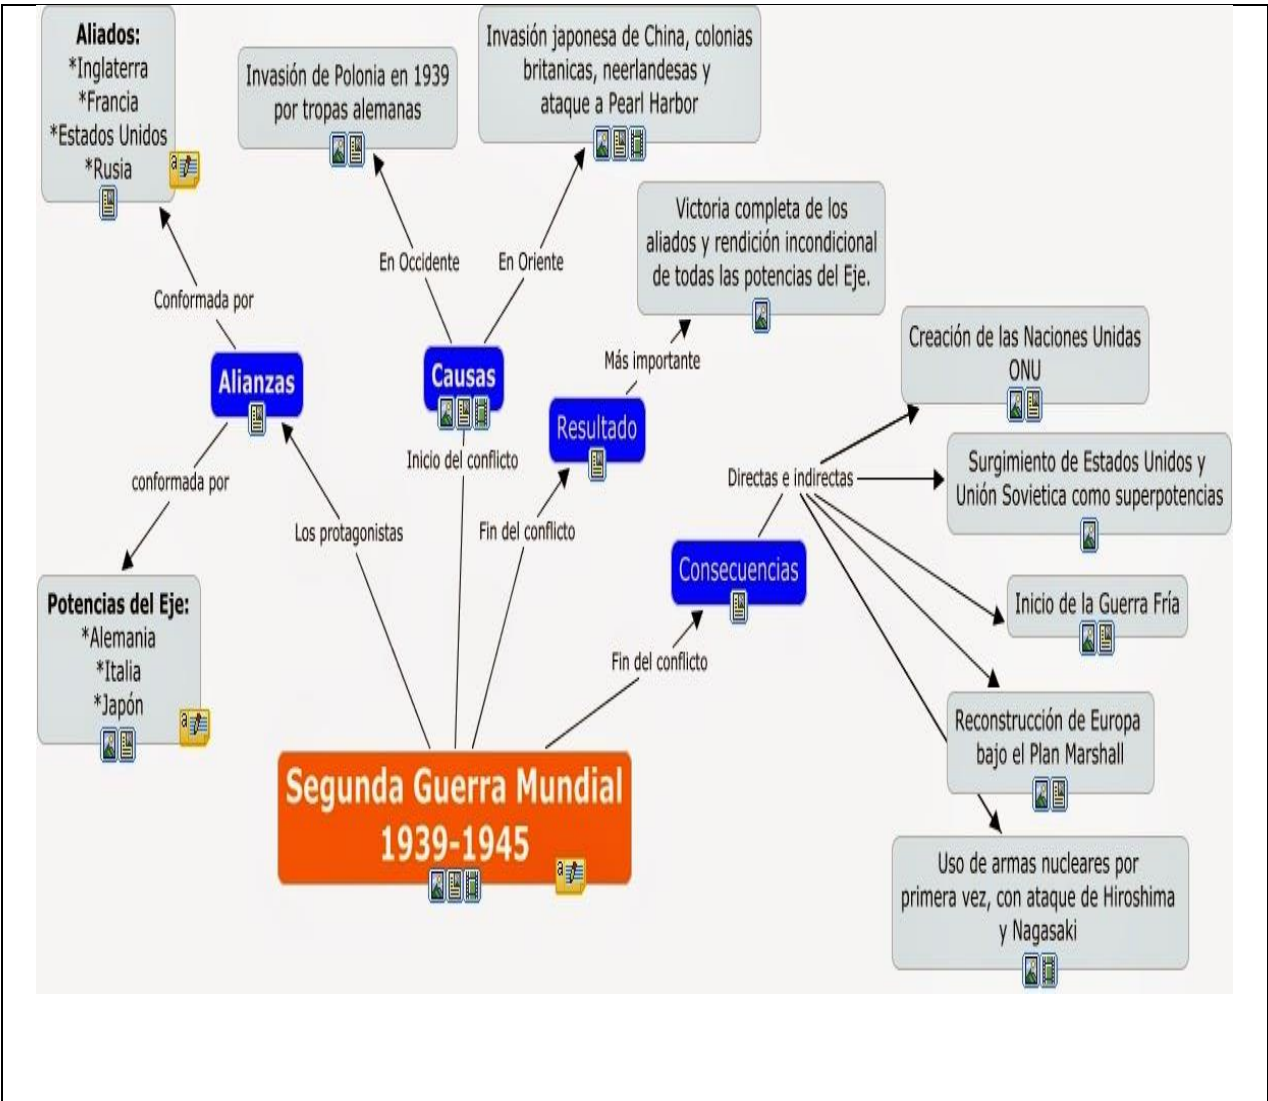 Aliados:
*Inglaterra
*Francia
*Estados Unidos
*Rusia
Invasión de Polonia en 1939
por tropas alemanas
Invasión japonesa de China, colonias
britanicas, neerlandesas y
ataque a Pearl Harbor
Victoria completa de los
aliados y rendición incondicional
de todas las potencias del Eje.
En Occidente
En Oriente
Conformada por
Más importante
Creación de las Naciones Unidas
ONU
Alianzas
Causas
Resultado
Inicio del conflicto
Directas e indirectas
Surgimiento de Estados Unidos y
Unión Sovietica como superpotencias
conformada por
Los protagonistas
Fin del conflicto
Consecuencias
Inicio de la Guerra Fría
Potencias del Eje:
*Alemania
*Italia
*Japón
Fin del conflicto
Reconstrucción de Europa
bajo el Plan Marshall
Segunda Guerra Mundial
1939-1945
Uso de armas nucleares por
primera vez, con ataque de Hiroshima
y Nagasaki